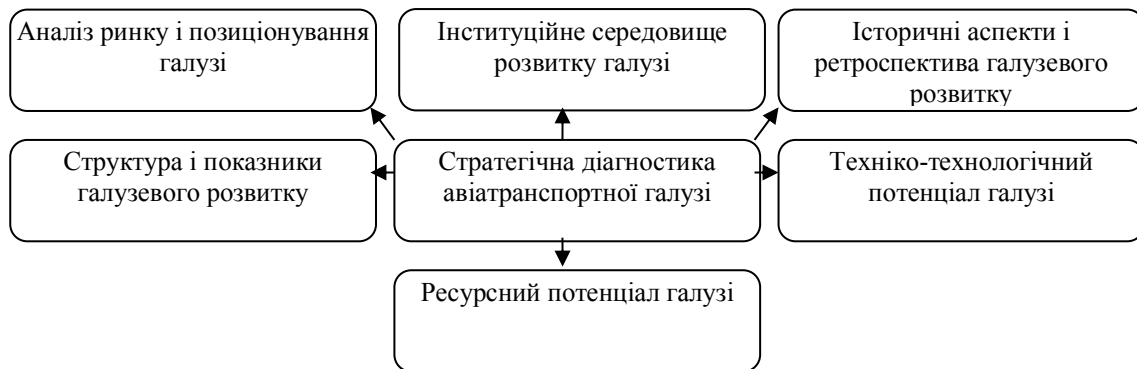 Аналіз ринку і позиціонування
галузі
Інституційне середовище
розвитку галузі
Історичні аспекти і
ретроспектива галузевого
розвитку
Структура і показники
галузевого розвитку
Стратегічна діагностика
авіатранспортної галузі
Техніко-технологічний
потенціал галузі
Ресурсний потенціал галузі